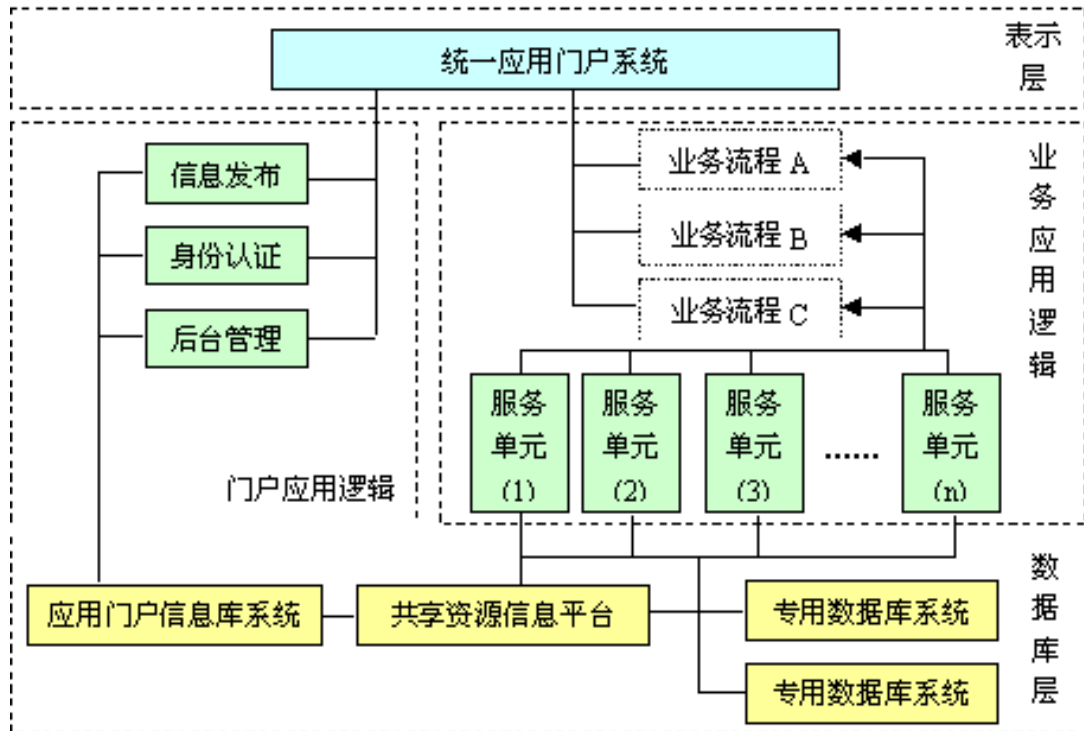 统一应用门户系统
表示
层
信息发布
身份认证
后台管理
门户应用逻辑
业务流程 A
业务流程 B
业务流程 C
业
务
应
用
逻
辑
服务
单元
(1)
服务
单元
(2)
服务
单元
(3)
……
服务
单元
(n)
应用门户信息库系统
共享资源信息平台
专用数据库系统
专用数据库系统
数
据
库
层